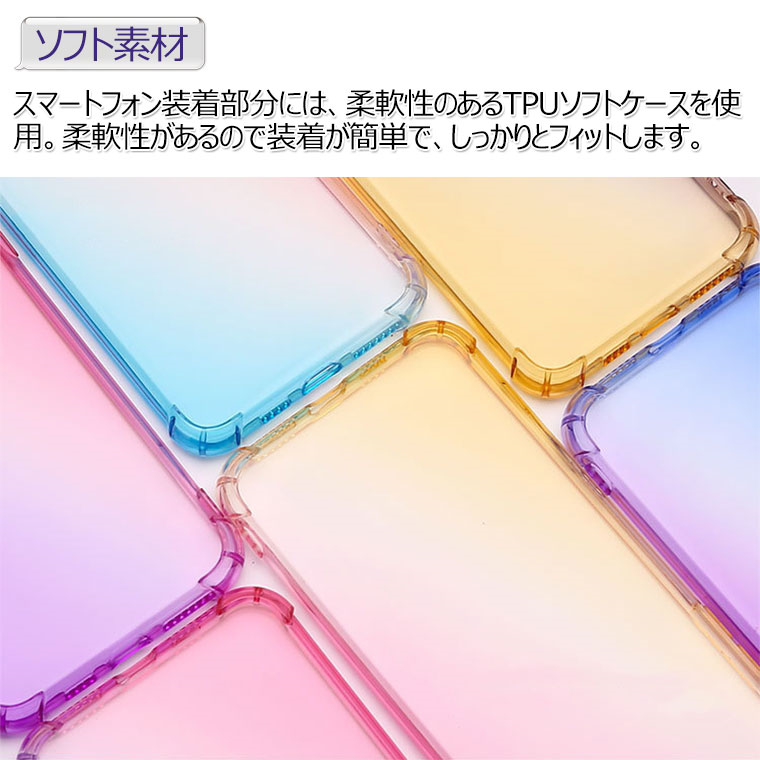 ソフト素材
スマートフォン装着部分には、柔軟性のあるTPUソフトケースを使
用。柔軟性があるので装着が簡単で、しっかりとフィットします。